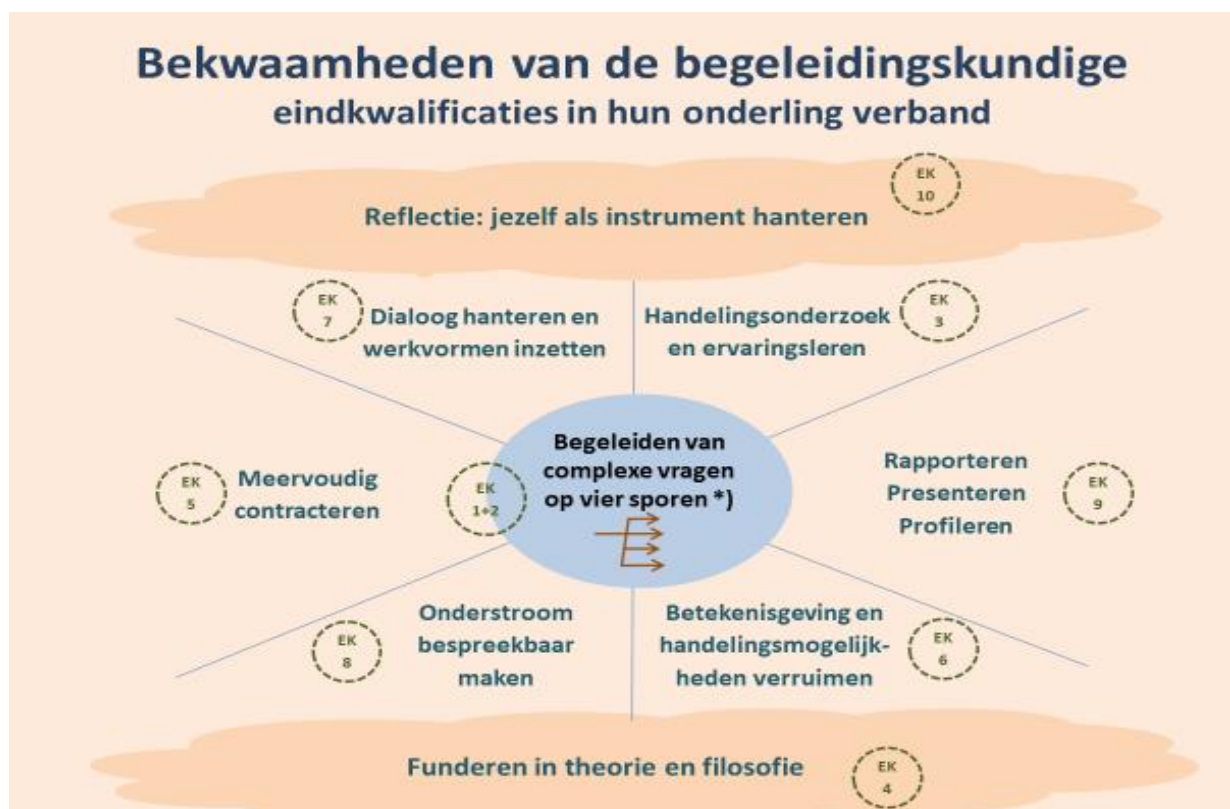 Bekwaamheden van de begeleidingskundige
eindkwalificaties in hun onderling verband
EK
10
Reflectie: jezelf als instrument hanteren
EK
7
Dialoog hanteren en
werkvormen inzetten
Handelingsonderzoek
en ervaringsleren
EK
3
EK
5
Meervoudig
contracteren
EK
1+2
Begeleiden van
complexe vragen
op vier sporen *)
Rapporteren
Presenteren
Profileren
EK
9
EK
8
Onderstroom
bespreekbaar
maken
Betekenisgeving en
handelingsmogelijk-
heden verruimen
EK
6
Funderen in theorie en filosofie
EK
4